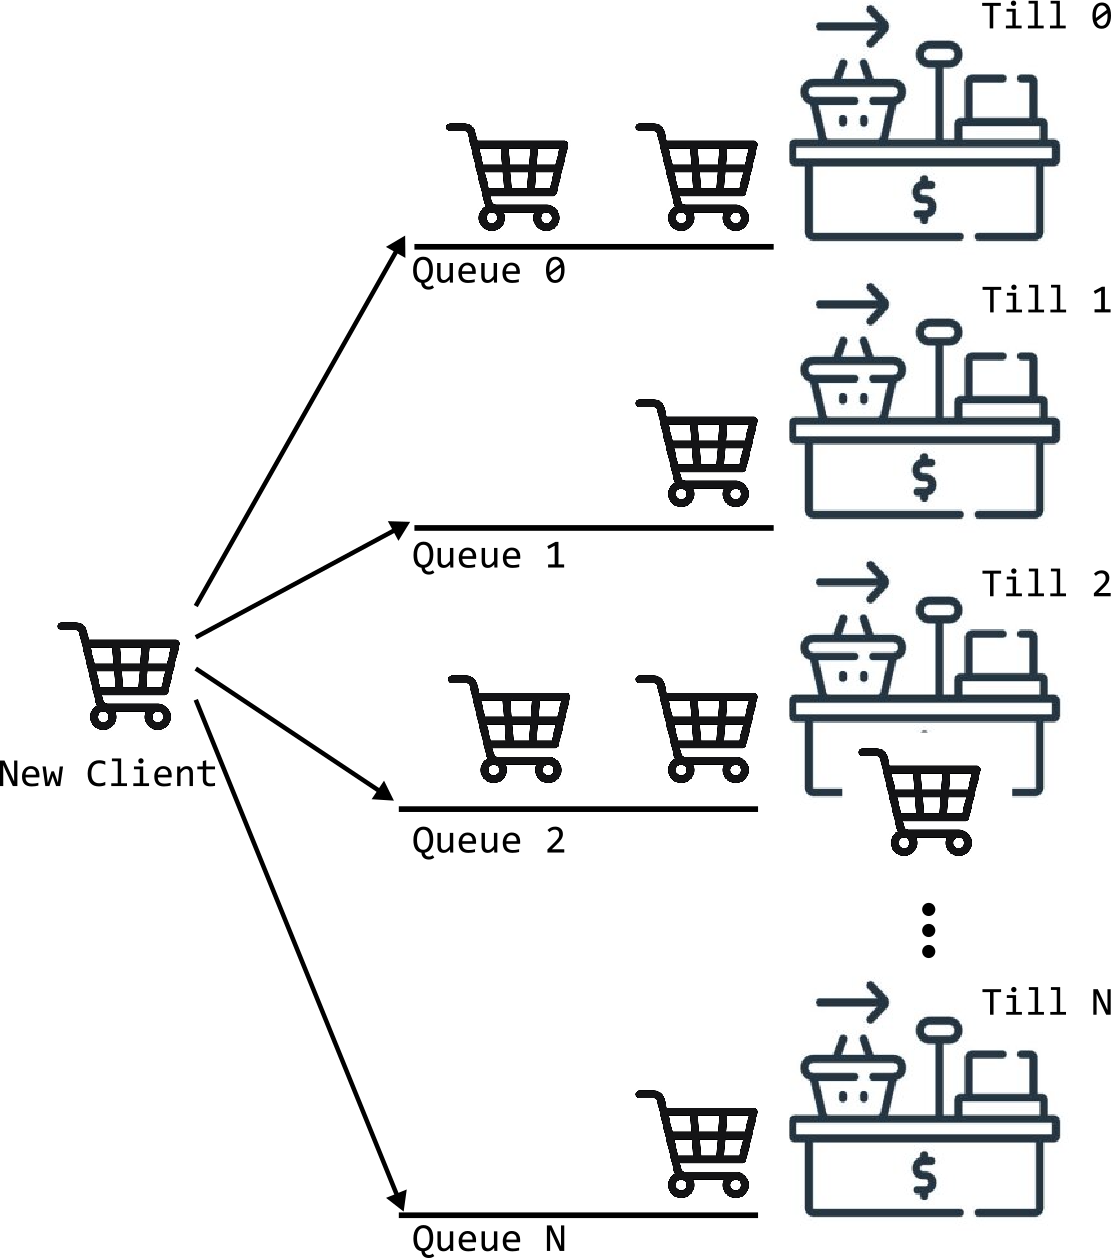 Till 0
$
Queue 0
Till 1
$
Queue 1
Till 2
New Client
Queue 2
Till N
$
Queue N